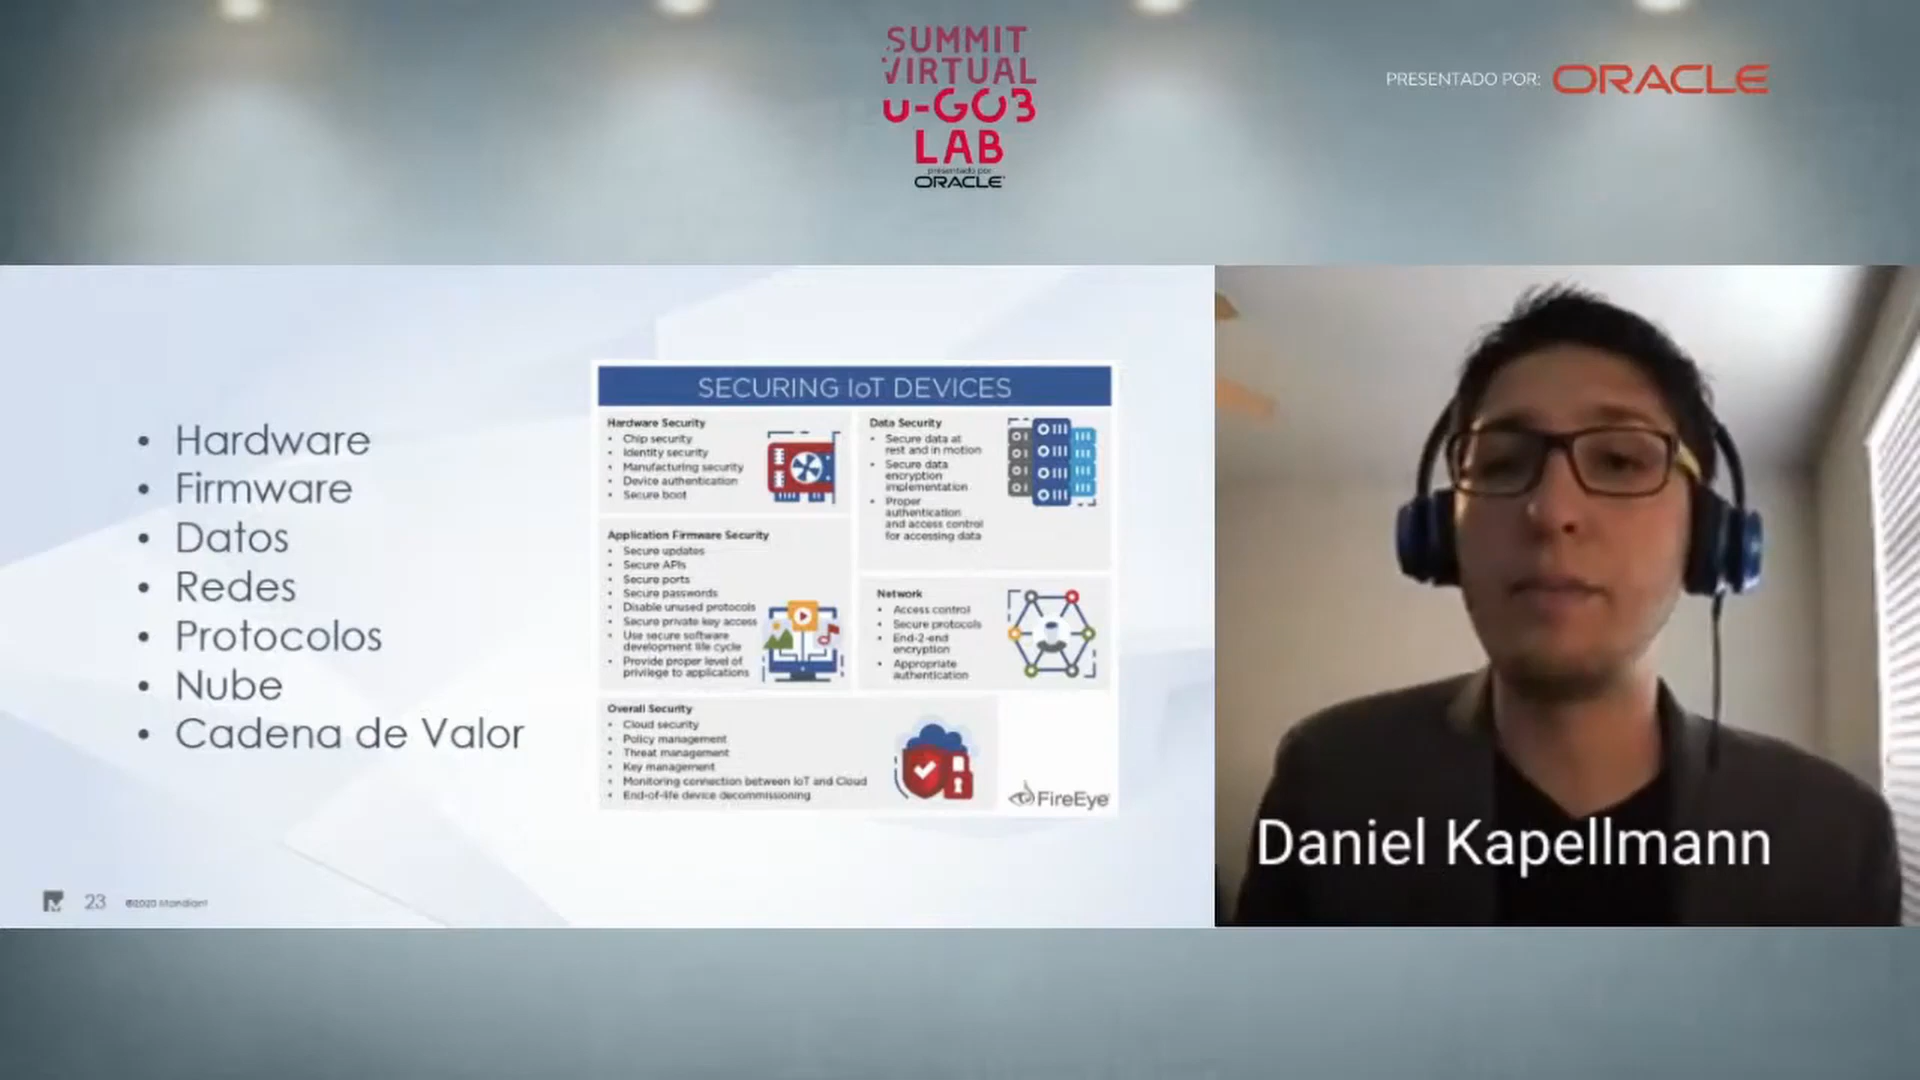 SUMMIT
VIRTUAL
u-GOB
LAB
presentado por:
ORACLE
PRESENTADO POR: ORACLE
• Hardware
• Firmware
• Datos
• Redes
• Protocolos
• Nube
• Cadena de Valor
SECURING IoT DEVICES
Hardware Security
• Chip security
• Identity security
• Manufacturing security
• Device authentication
• Secure boot
Application Firmware Security
• Secure updates
• Secure APIs
• Secure ports
• Secure passwords
• Disable unused protocols
• Secure private key access
• Use secure software
development life cycle
• Provide proper level of
privilege to applications
Data Security
• Secure data at
rest and in motion
• Secure data
encryption
implementation
• Proper
authentication
and access control
for accessing data
Network
• Access control
• Secure protocols
• End-2-end
encryption
• Appropriate
authentication
Overall Security
• Cloud security
• Policy management
• Threat management
• Key management
• Monitoring connection between IoT and Cloud
• End-of-life device decommissioning
FireEye
23
©2020 Mandiant
Daniel Kapellmann